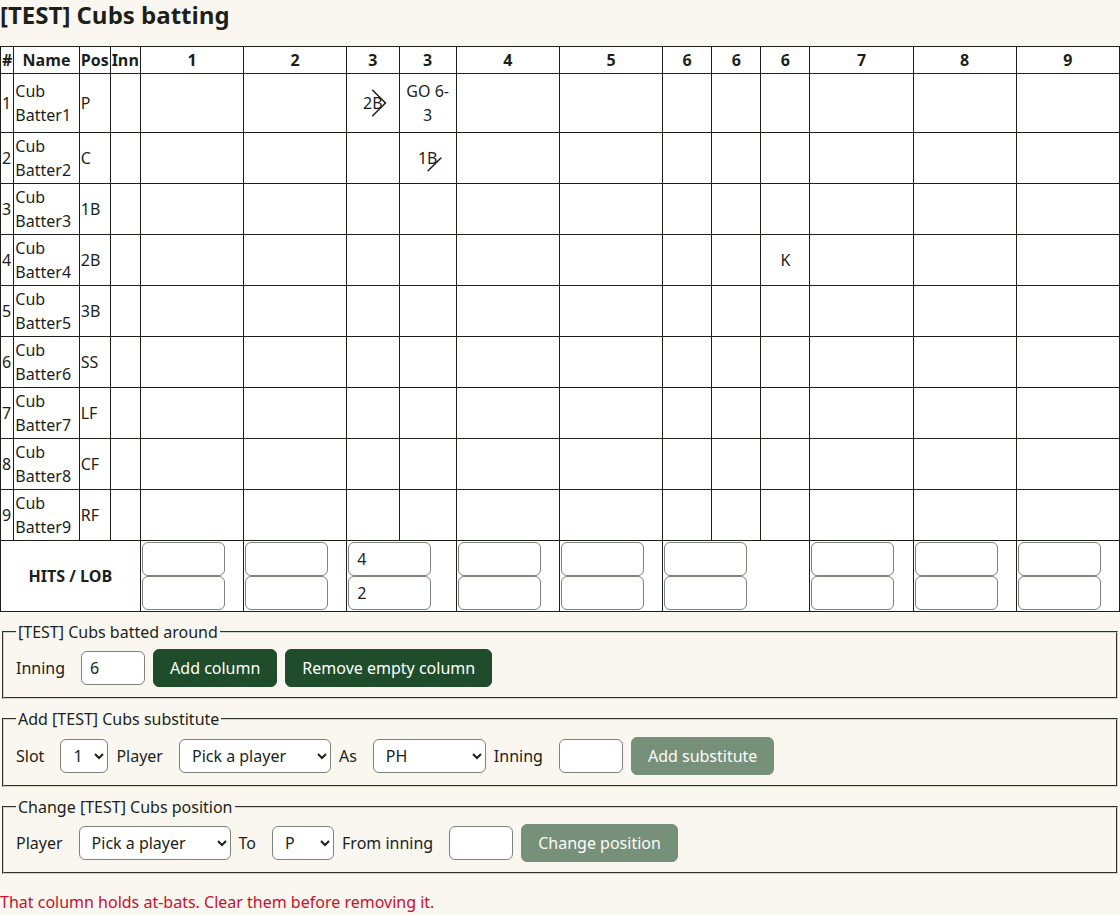 [TEST] Cubs batting
# Name Pos Inn 1 2 3 3 4 5 6 6 6 7 8 9
1 Cub Batter1 P 2B GO 6-3
2 Cub Batter2 C 1B
3 Cub Batter3 1B
4 Cub Batter4 2B K
5 Cub Batter5 3B
6 Cub Batter6 SS
7 Cub Batter7 LF
8 Cub Batter8 CF
9 Cub Batter9 RF
HITS / LOB 4
2
[TEST] Cubs batted around
Inning 6 Add column Remove empty column
Add [TEST] Cubs substitute
Slot 1 Player Pick a player As PH Inning Add substitute
Change [TEST] Cubs position
Player Pick a player To P From inning Change position
That column holds at-bats. Clear them before removing it.